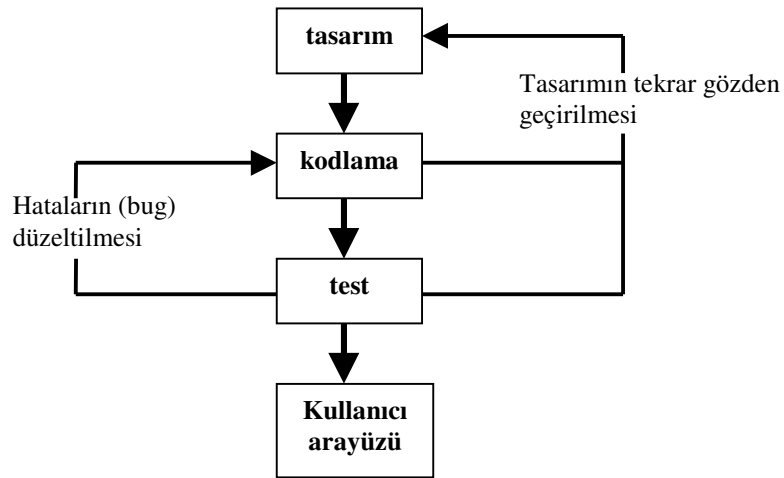 tasarım
Tasarımın tekrar gözden
geçirilmesi
kodlama
Hataların (bug)
düzeltilmesi
test
Kullanıcı
arayüzü